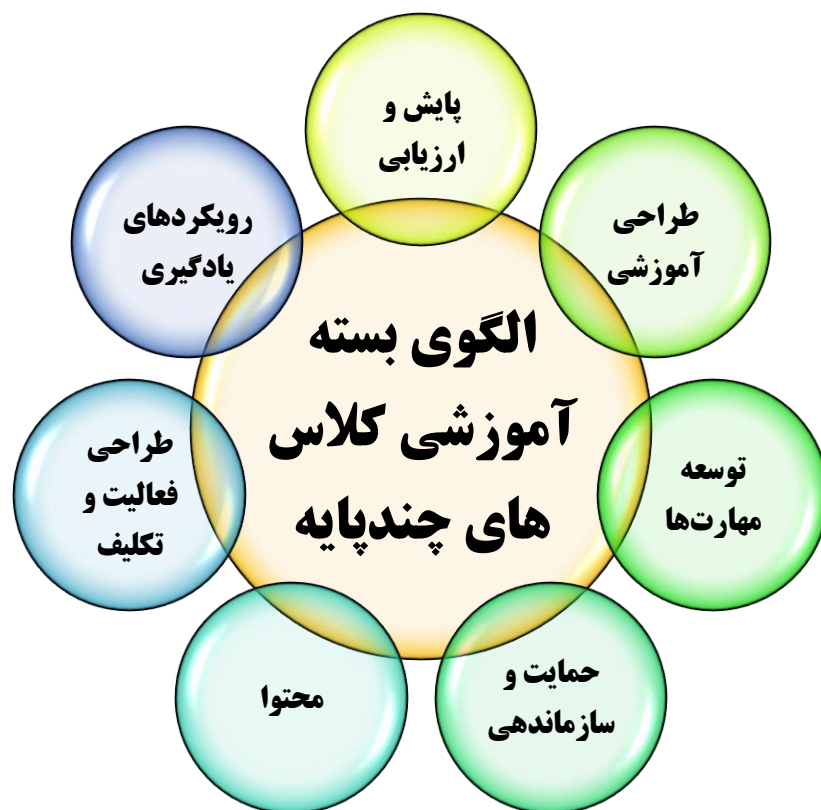 پایش و
ارزیابی
طراحی
آموزشی
توسعه
مهارت‌ها
حمایت و
سازماندهی
محتوا
طراحی
فعالیت و
تکلیف
رویکردهای
یادگیری
الگوی بسته
آموزشی کلاس
های چندپایه